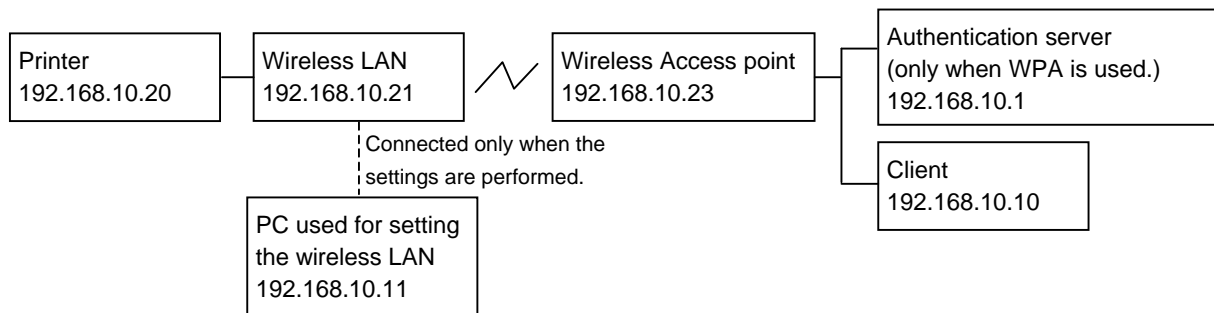 Printer
192.168.10.20
Wireless LAN
192.168.10.21
Wireless Access point
192.168.10.23
Authentication server
(only when WPA is used.)
192.168.10.1
Connected only when the
settings are performed.
Client
192.168.10.10
PC used for setting
the wireless LAN
192.168.10.11